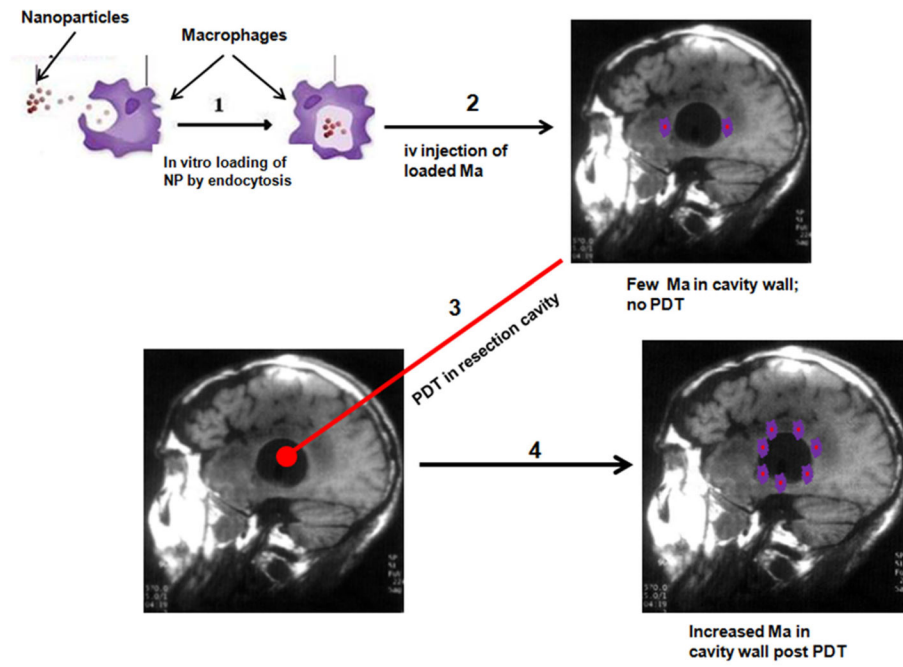 Nanoparticles
Macrophages
1
In vitro loading of
NP by endocytosis
2
iv injection of
loaded Ma
Few Ma in cavity wall;
no PDT
3
PDT in resection cavity
4
Increased Ma in
cavity wall post PDT